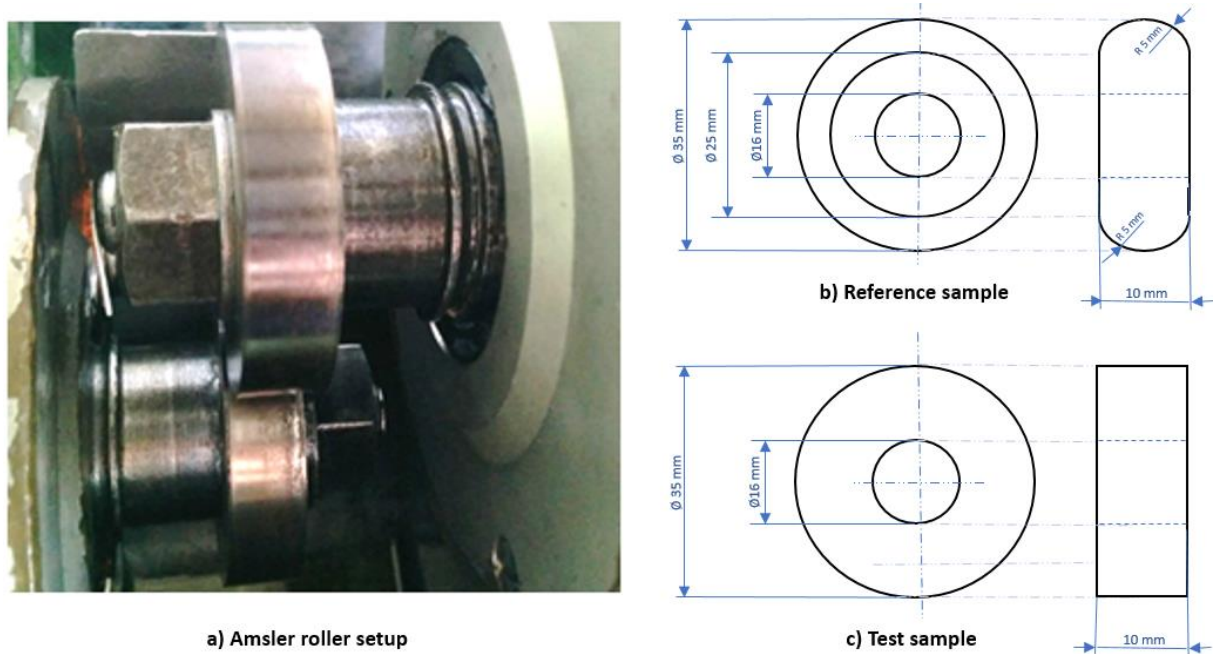 a) Amsler roller setup
Ø 35 mm
Ø 25 mm
Ø16 mm
R 5 mm
R 5 mm
10 mm
b) Reference sample
Ø 35 mm
Ø16 mm
10 mm
c) Test sample